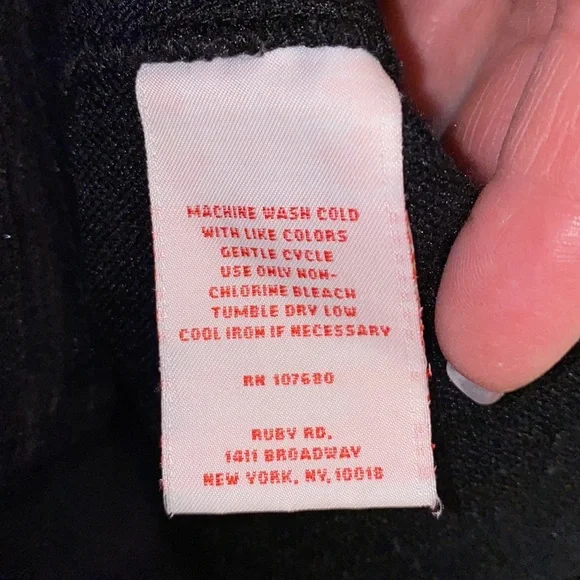 MACHINE WASH COLD
WITH LIKE COLORS
GENTLE CYCLE
USE ONLY NON-
CHLORINE BLEACH
TUMBLE DRY LOW
COOL IRON IF NECESSARY
RN 107680
RUBY RD.
1411 BROADWAY
NEW YORK, NY, 10018